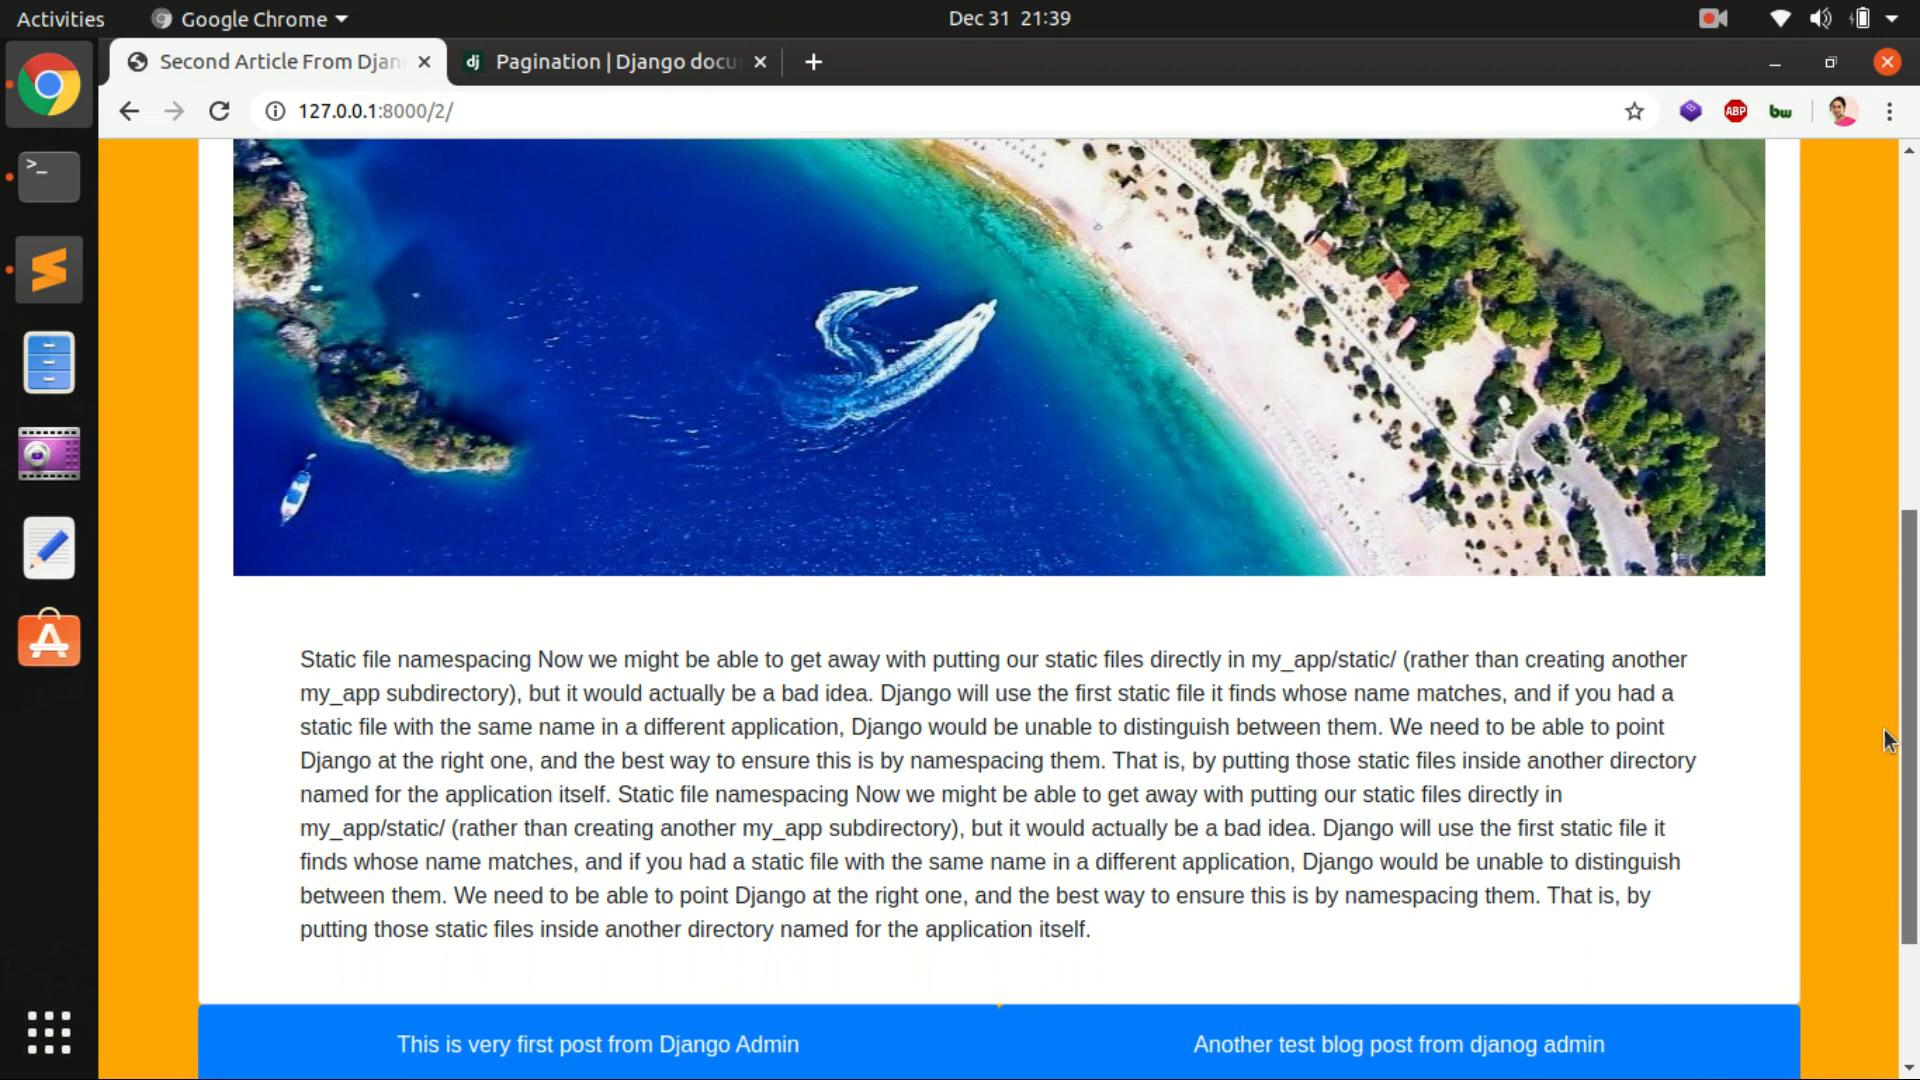 Activities
Google Chrome
Dec 31 21:39
Second Article From Djan
dj
Pagination | Django docu
127.0.0.1:8000/2/
ABP
bw
Static file namespacing Now we might be able to get away with putting our static files directly in my_app/static/ (rather than creating another
my_app subdirectory), but it would actually be a bad idea. Django will use the first static file it finds whose name matches, and if you had a
static file with the same name in a different application, Django would be unable to distinguish between them. We need to be able to point
Django at the right one, and the best way to ensure this is by namespacing them. That is, by putting those static files inside another directory
named for the application itself. Static file namespacing Now we might be able to get away with putting our static files directly in
my_app/static/ (rather than creating another my_app subdirectory), but it would actually be a bad idea. Django will use the first static file it
finds whose name matches, and if you had a static file with the same name in a different application, Django would be unable to distinguish
between them. We need to be able to point Django at the right one, and the best way to ensure this is by namespacing them. That is, by
putting those static files inside another directory named for the application itself.
This is very first post from Django Admin
Another test blog post from djanog admin